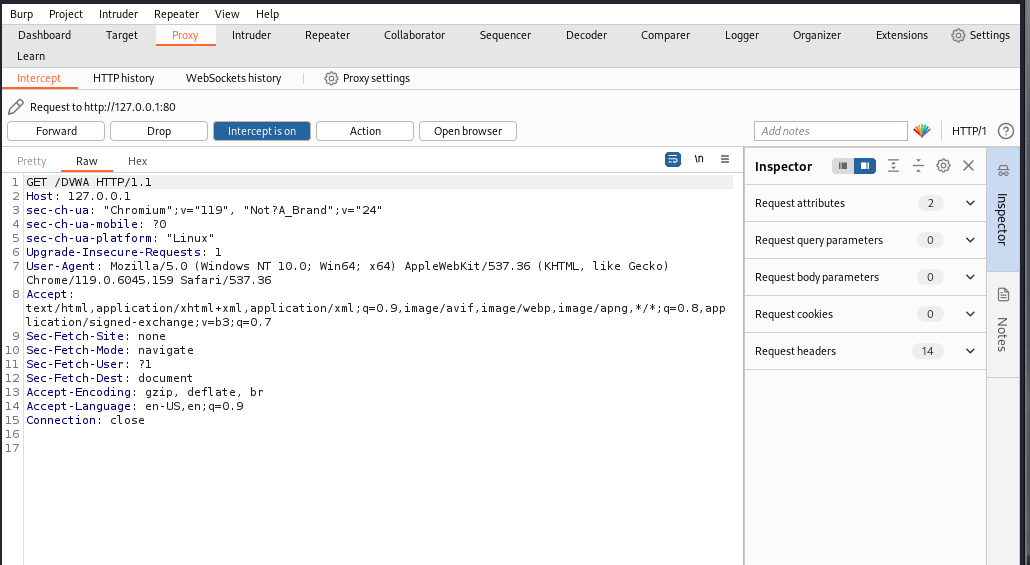 Burp Project Intruder Repeater View Help
Dashboard Target Proxy Intruder Repeater Collaborator Sequencer Decoder Comparer Logger Organizer Extensions Settings
Learn
Intercept HTTP history WebSockets history Proxy settings
Request to http://127.0.0.1:80
Forward Drop Intercept is on Action Open browser Add notes HTTP/1 ?
Pretty Raw Hex \n
1 GET /DVWA HTTP/1.1
2 Host: 127.0.0.1
3 sec-ch-ua: "Chromium";v="119", "Not?A_Brand";v="24"
4 sec-ch-ua-mobile: ?0
5 sec-ch-ua-platform: "Linux"
6 Upgrade-Insecure-Requests: 1
7 User-Agent: Mozilla/5.0 (Windows NT 10.0; Win64; x64) AppleWebKit/537.36 (KHTML, like Gecko)
Chrome/119.0.6045.159 Safari/537.36
8 Accept:
text/html,application/xhtml+xml,application/xml;q=0.9,image/avif,image/webp,image/apng,*/*;q=0.8,app
lication/signed-exchange;v=b3;q=0.7
9 Sec-Fetch-Site: none
10 Sec-Fetch-Mode: navigate
11 Sec-Fetch-User: ?1
12 Sec-Fetch-Dest: document
13 Accept-Encoding: gzip, deflate, br
14 Accept-Language: en-US,en;q=0.9
15 Connection: close
16
17
Inspector
Request attributes 2
Request query parameters 0
Request body parameters 0
Request cookies 0
Request headers 14
Inspector
Notes